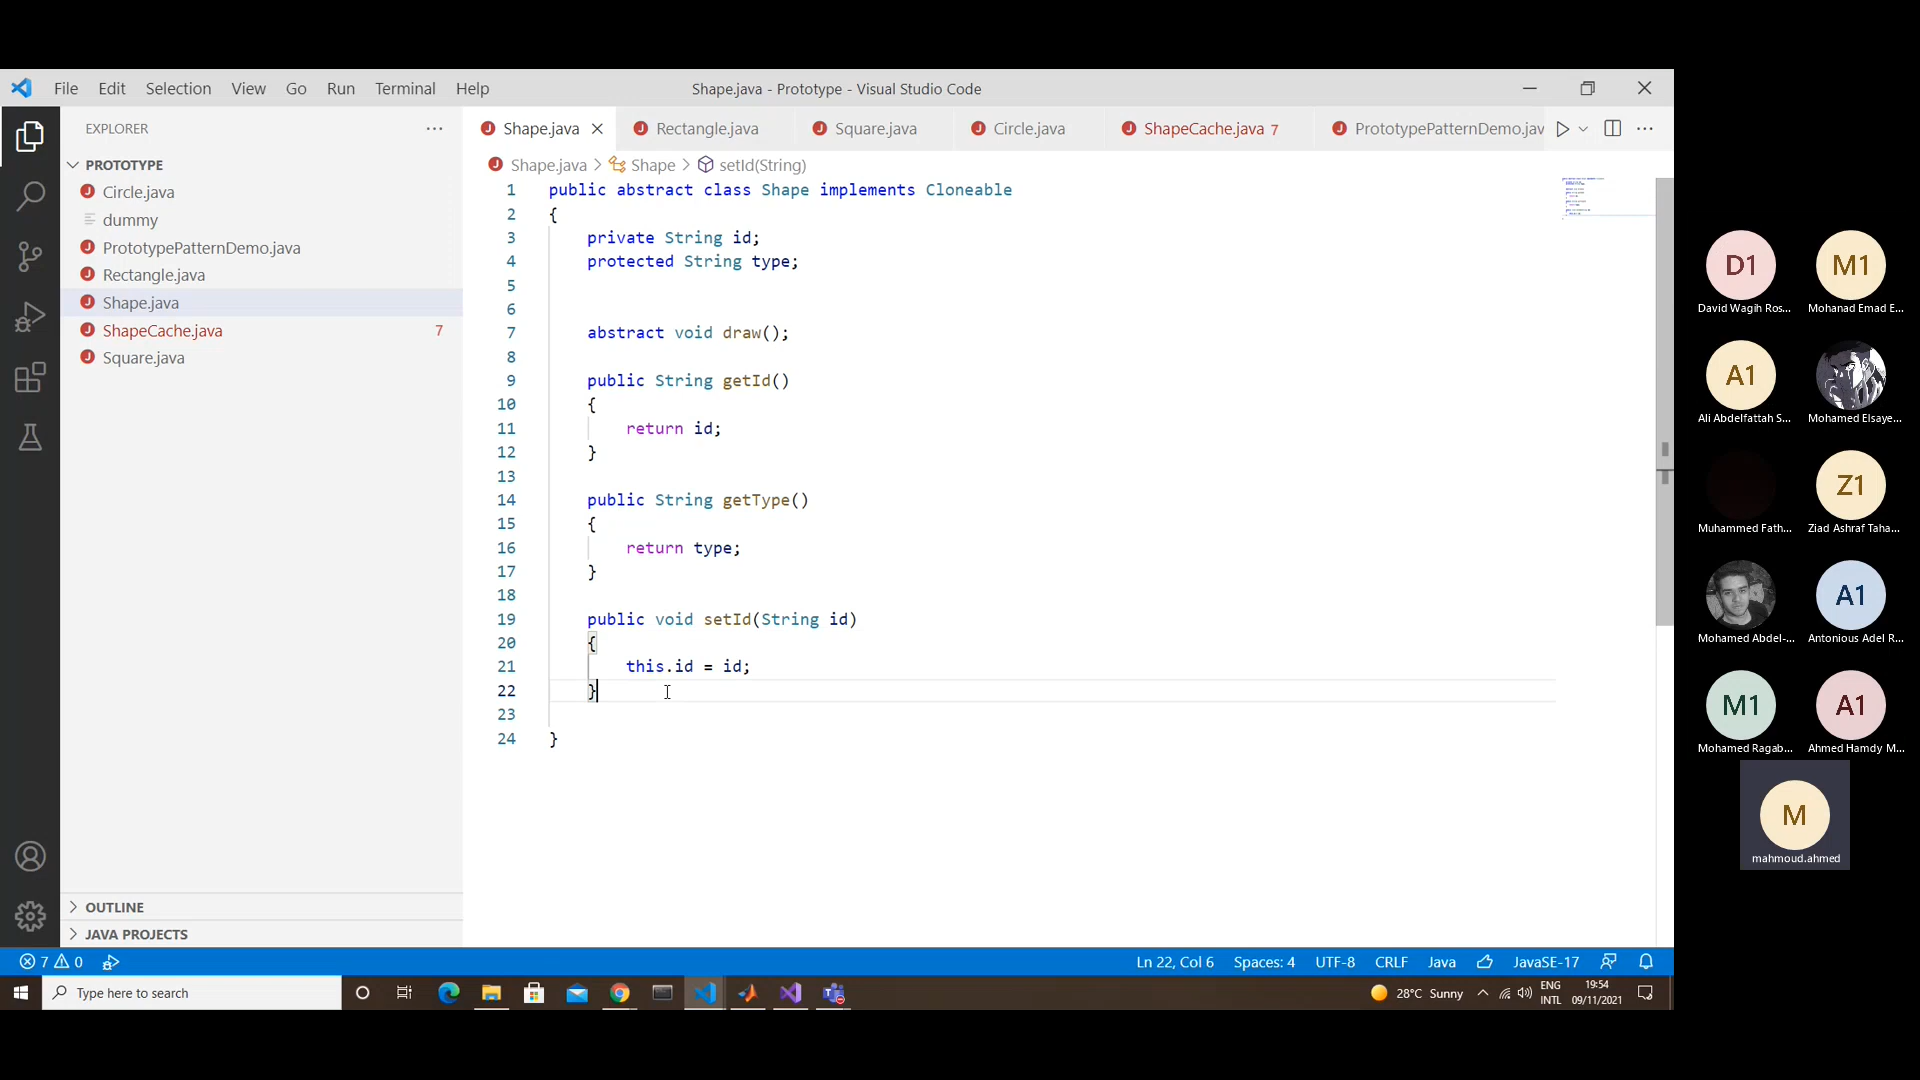 File Edit Selection View Go Run Terminal Help
Shape.java - Prototype - Visual Studio Code
EXPLORER
PROTOTYPE
Circle.java
dummy
PrototypePatternDemo.java
Rectangle.java
Shape.java
ShapeCache.java 7
Square.java
OUTLINE
JAVA PROJECTS
Shape.java Rectangle.java Square.java Circle.java ShapeCache.java 7 PrototypePatternDemo.jav
Shape.java > Shape > setId(String)
1 public abstract class Shape implements Cloneable
2 {
3 private String id;
4 protected String type;
5
6
7 abstract void draw();
8
9 public String getId()
10 {
11 return id;
12 }
13
14 public String getType()
15 {
16 return type;
17 }
18
19 public void setId(String id)
20 {
21 this.id = id;
22 }
23
24 }
7 0
Ln 22, Col 6 Spaces: 4 UTF-8 CRLF Java JavaSE-17
Type here to search
28°C Sunny
ENG
INTL
19:54
09/11/2021
D1
David Wagih Ros...
M1
Mohanad Emad E...
A1
Ali Abdelfattah S...
Mohamed Elsaye...
Muhammed Fath...
Z1
Ziad Ashraf Taha...
Mohamed Abdel-...
A1
Antonious Adel R...
M1
Mohamed Ragab...
A1
Ahmed Hamdy M...
M
mahmoud.ahmed